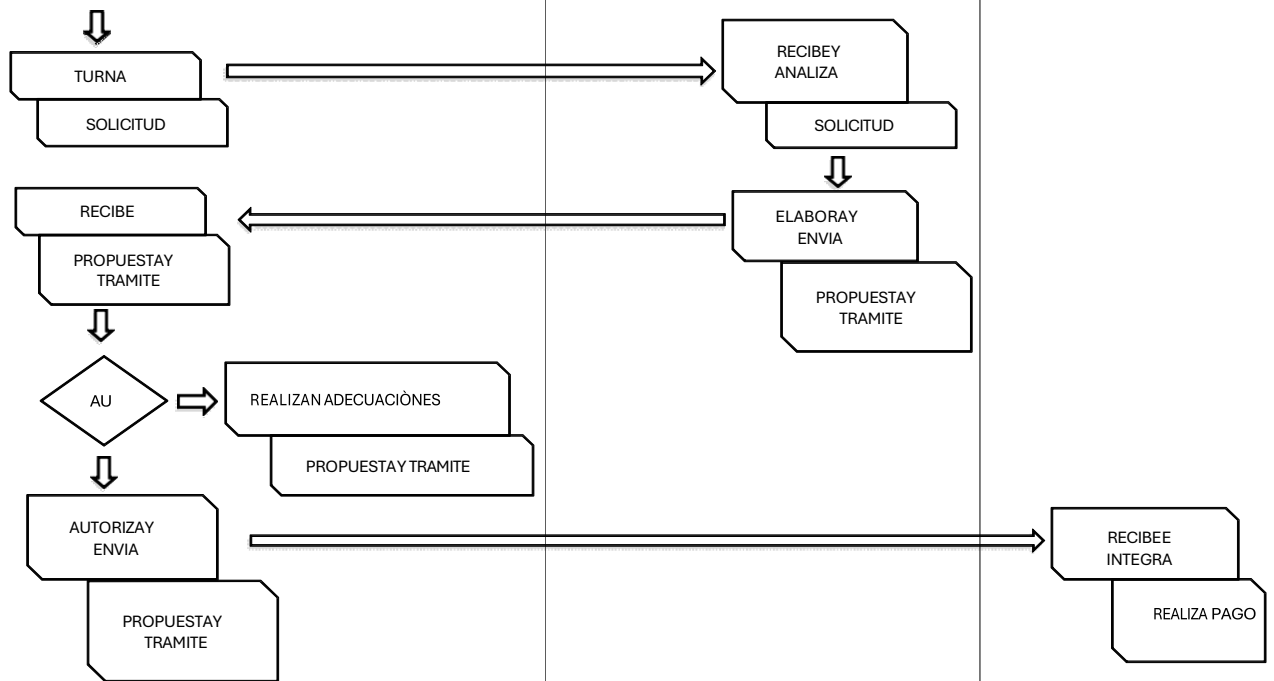 TURNA
SOLICITUD
RECIBEY
ANALIZA
SOLICITUD
RECIBE
PROPUESTAY
TRAMITE
ELABORAY
ENVIA
PROPUESTAY
TRAMITE
AU
REALIZAN ADECUACIÒNES
PROPUESTAY TRAMITE
AUTORIZAY
ENVIA
PROPUESTAY
TRAMITE
RECIBEE
INTEGRA
REALIZA PAGO